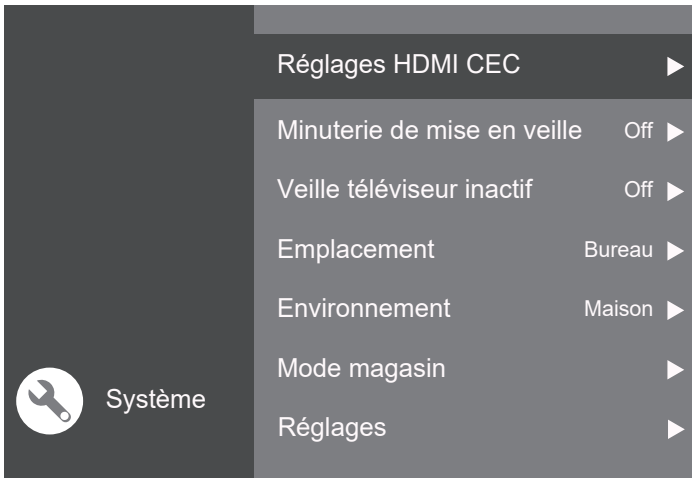 Réglages HDMI CEC
Minuterie de mise en veille Off
Veille téléviseur inactif Off
Emplacement Bureau
Environnement Maison
Mode magasin
Système
Réglages